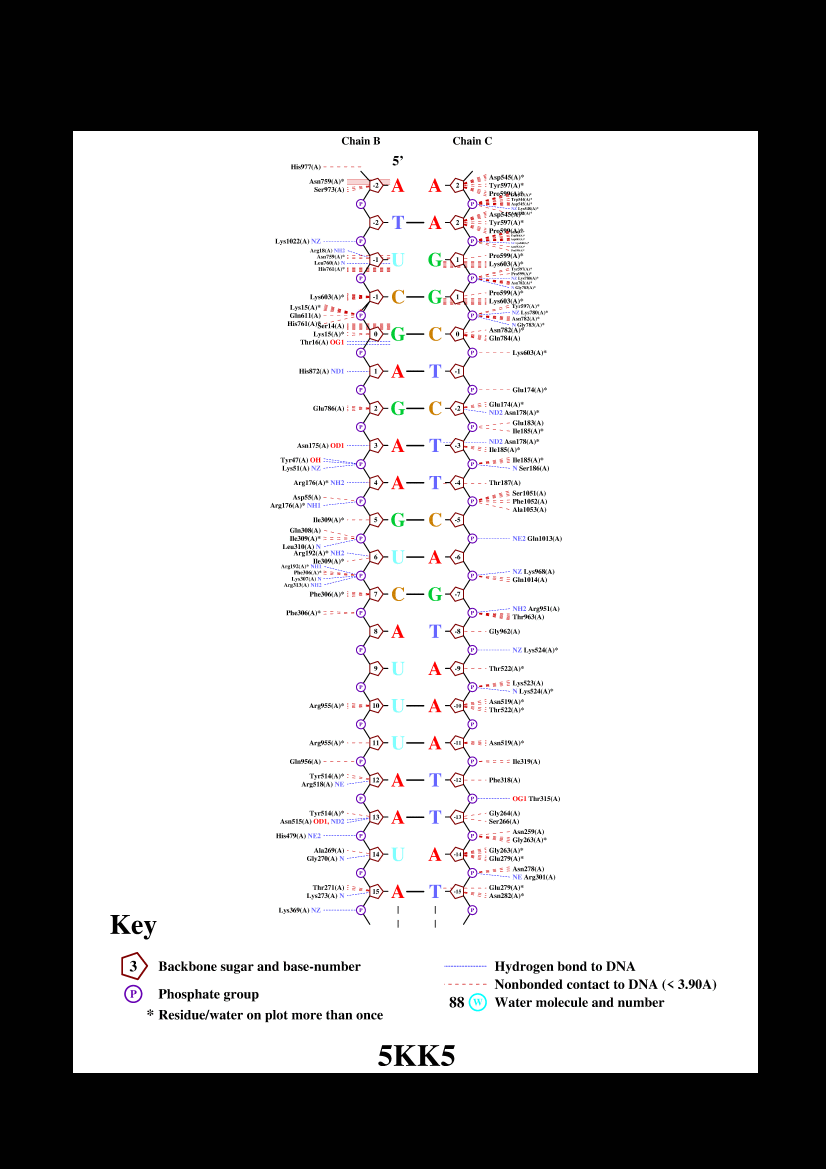 Chain B Chain C
5'
His977(A)
Asn759(A)*
Ser973(A)
-2 A A 2
Asp545(A)*
Tyr597(A)*
Pro599(A)*
P P
-2 T A 2
Asp545(A)*
Tyr597(A)*
Pro599(A)*
Lys1022(A) NZ
P P
Arg18(A) NH2
Asn759(A)*
Leu760(A) N
His761(A)*
-1 U G 1
Pro599(A)*
Lys603(A)*
P P
Lys603(A)*
-1 C G 1
Pro599(A)*
Lys603(A)*
Lys15(A)*
Gln611(A)
His761(A)*
P P
Tyr597(A)*
NZ Lys780(A)*
Asn782(A)*
N Gly783(A)*
Ser14(A)
Lys15(A)*
Thr16(A) OG1
0 G C 0
Asn782(A)*
Gln784(A)
P P
Lys603(A)*
His872(A) ND1
1 A T -1
P P
Glu174(A)*
Glu786(A)
2 G C -2
Glu174(A)*
ND2 Asn178(A)*
P P
Glu183(A)
Ile185(A)*
Asn175(A) OD1
3 A T -3
ND2 Asn178(A)*
Ile185(A)*
Tyr47(A) OH
Lys51(A) NZ
P P
Ile185(A)*
N Ser186(A)
Arg176(A)* NH2
4 A T -4
Thr187(A)
Asp55(A)
Arg176(A)* NH1
P P
Ser1051(A)
Phe1052(A)
Ala1053(A)
Ile309(A)*
5 G C -5
Gln308(A)
Ile309(A)*
Leu310(A) N
P P
NE2 Gln1013(A)
Arg192(A)* NH2
Ile309(A)*
6 U A -6
Arg192(A)* NH1
Phe306(A)*
Lys307(A) N
Arg313(A) NH2
P P
NZ Lys968(A)
Gln1014(A)
Phe306(A)*
7 C G -7
Phe306(A)*
P P
NH2 Arg951(A)
Thr963(A)
8 A T -8
Gly962(A)
P P
NZ Lys524(A)*
9 U A -9
Thr522(A)*
P P
Lys523(A)
N Lys524(A)*
Arg955(A)*
10 U A -10
Asn519(A)*
Thr522(A)*
P P
Arg955(A)*
11 U A -11
Asn519(A)*
Gln956(A)
P P
Ile319(A)
Tyr514(A)*
Arg518(A) NE
12 A T -12
Phe318(A)
P P
OG1 Thr315(A)
Tyr514(A)*
Asn515(A) OD1, ND2
13 A T -13
Gly264(A)
Ser266(A)
His479(A) NE2
P P
Asn259(A)
Gly263(A)*
Ala269(A)
Gly270(A) N
14 U A -14
Gly263(A)*
Glu279(A)*
P P
Asn278(A)
NE Arg301(A)
Thr271(A)
Lys273(A) N
15 A T -15
Glu279(A)*
Asn282(A)*
Lys369(A) NZ
P P
Key
3 Backbone sugar and base-number
P Phosphate group
* Residue/water on plot more than once
Hydrogen bond to DNA
Nonbonded contact to DNA (< 3.90A)
88 W Water molecule and number
5KK5